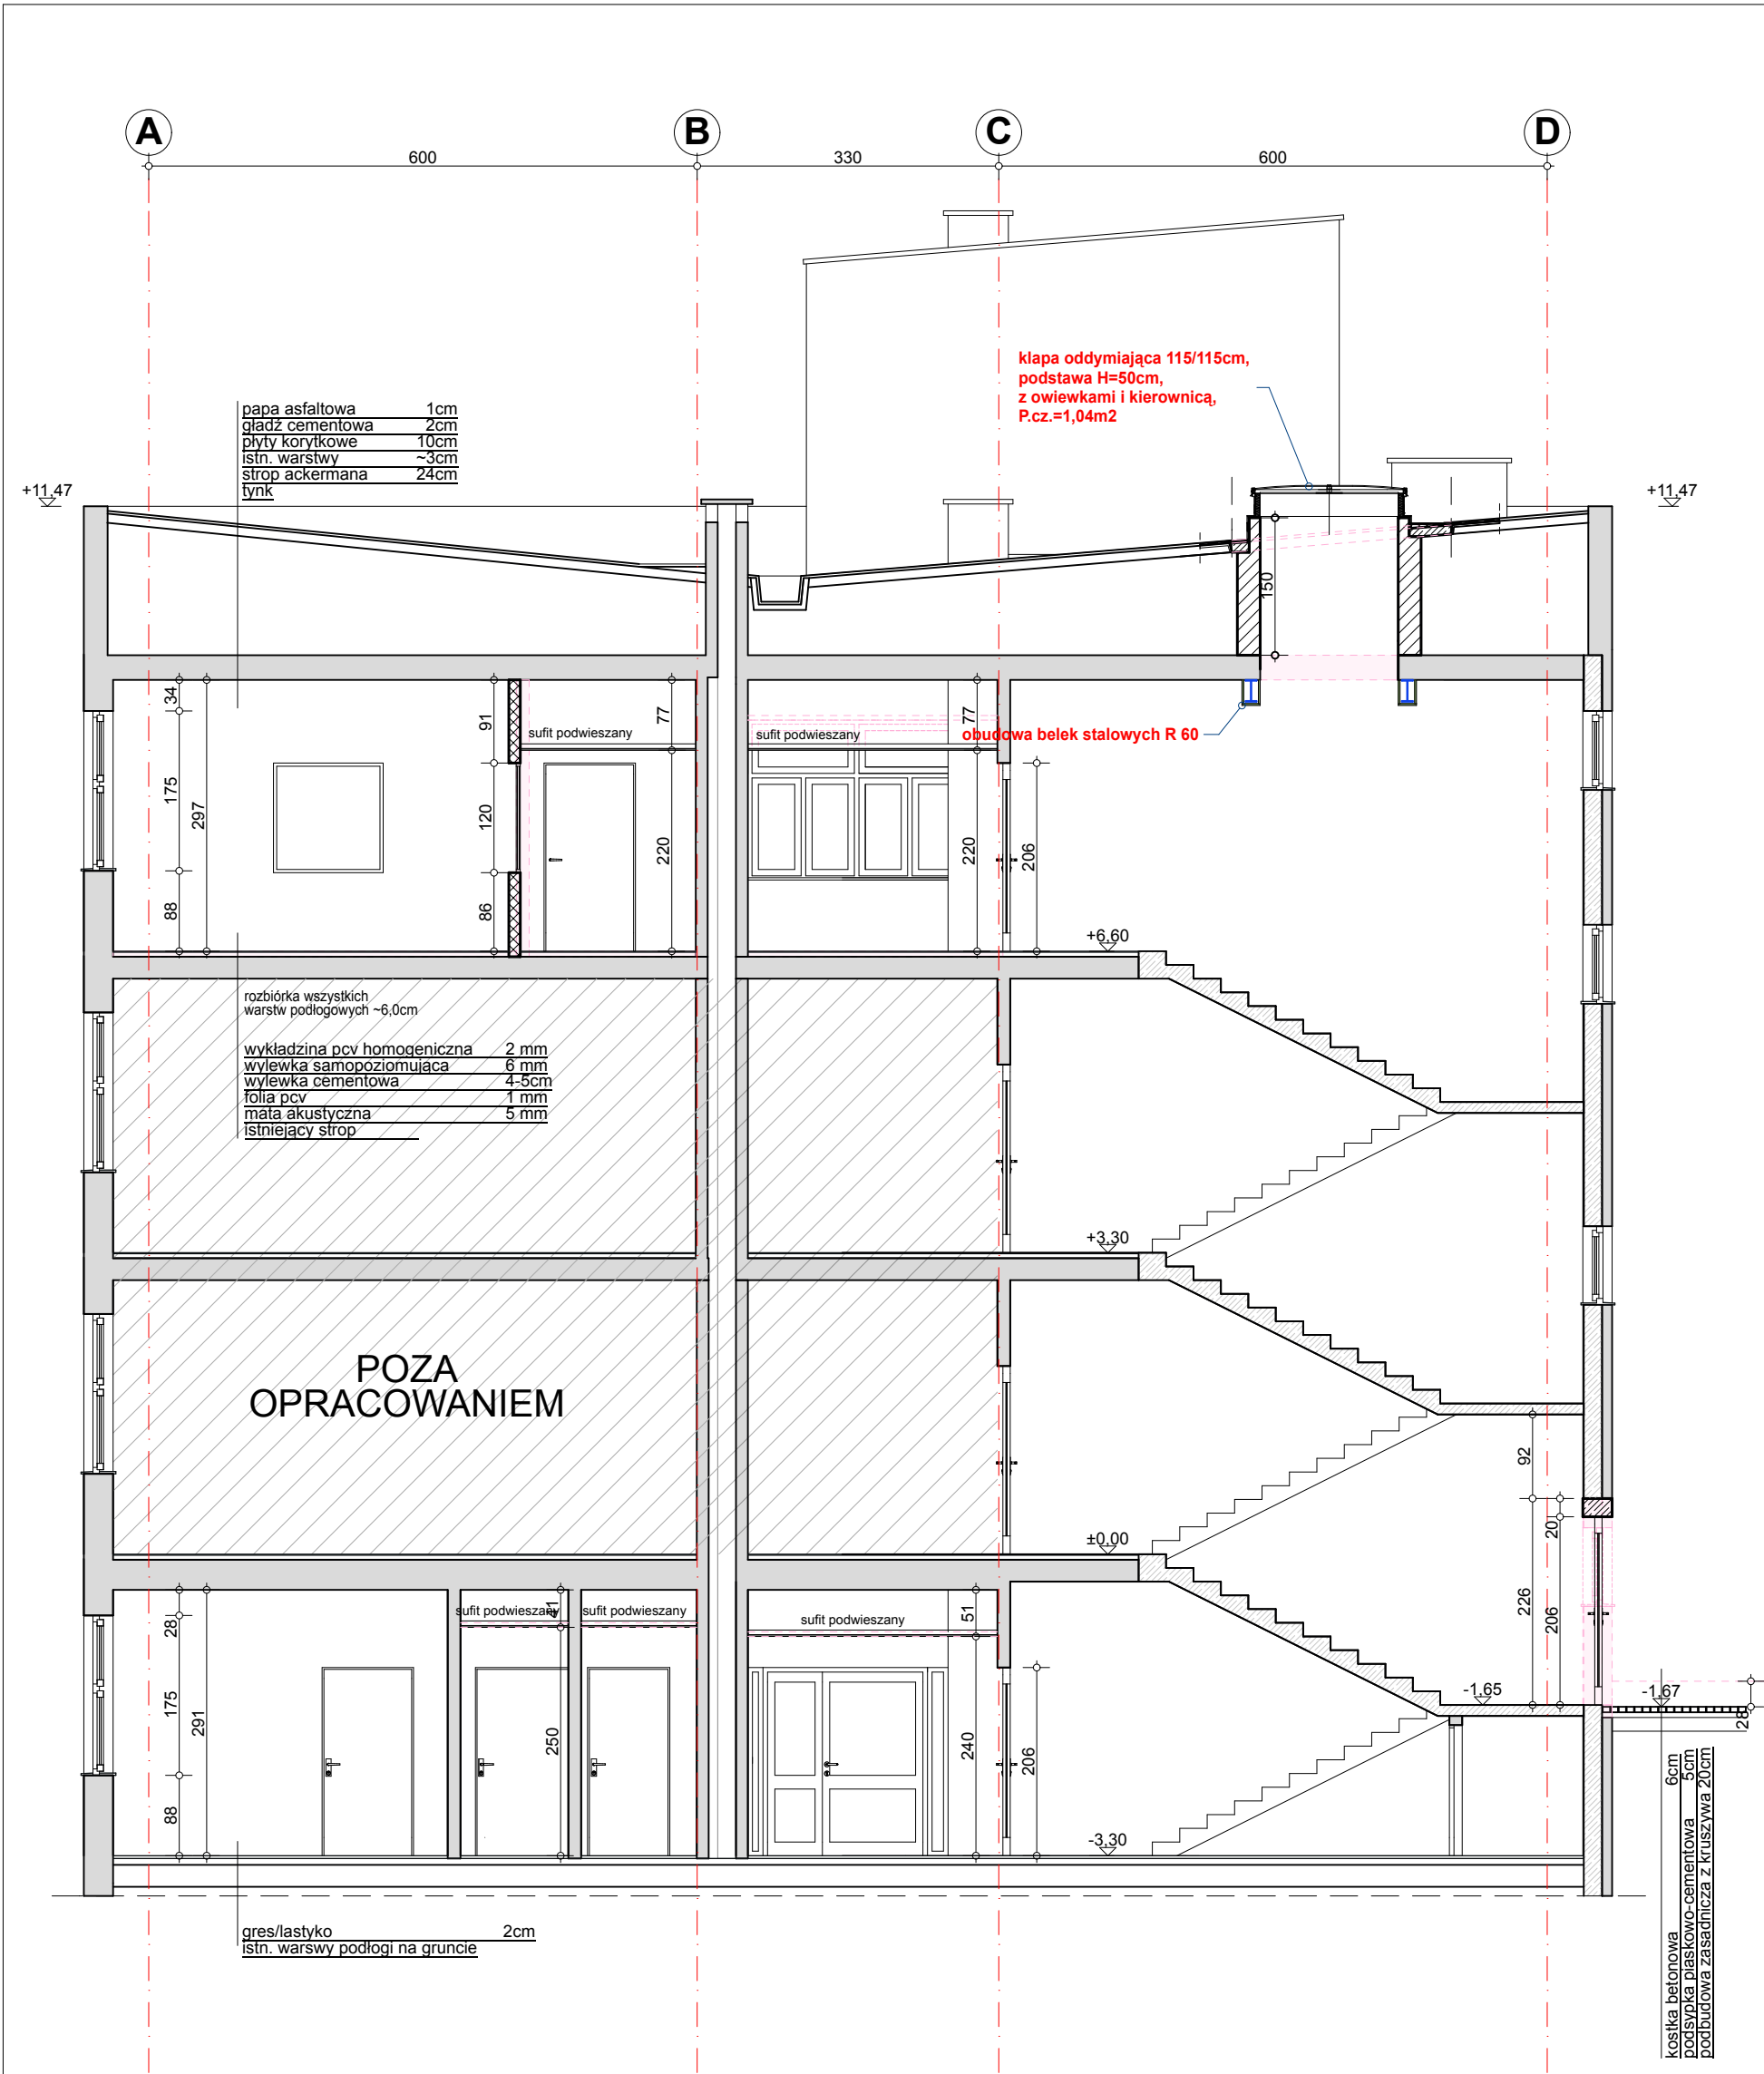 A B C D
600 330 600
klapa oddymiająca 115/115cm,
podstawa H=50cm,
z owiewkami i kierownicą,
P.cz.=1,04m2
papa asfaltowa 1cm
gładź cementowa 2cm
płyty korytkowe 10cm
istn. warstwy ~3cm
strop ackermana 24cm
tynk
+11,47
+11,47
150
34
297
175
88
91
120
86
77
220
sufit podwieszany
sufit podwieszany
77
220
206
obudowa belek stalowych R 60
+6,60
rozbiórka wszystkich
warstw podłogowych ~6,0cm
wykładzina pcv homogeniczna 2 mm
wylewka samopoziomująca 6 mm
wylewka cementowa 4-5cm
folia pcv 1 mm
mata akustyczna 5 mm
istniejący strop
+3,30
POZA
OPRACOWANIEM
92
20
226
206
±0,00
sufit podwieszany
sufit podwieszany
sufit podwieszany
28
175
88
291
41
250
51
240
206
-1,65
-1,67
28
-3,30
gres/lastyko 2cm
istn. warswy podłogi na gruncie
kostka betonowa 6cm
podsypka piaskowo-cementowa 5cm
podbudowa zasadnicza z kruszywa 20cm